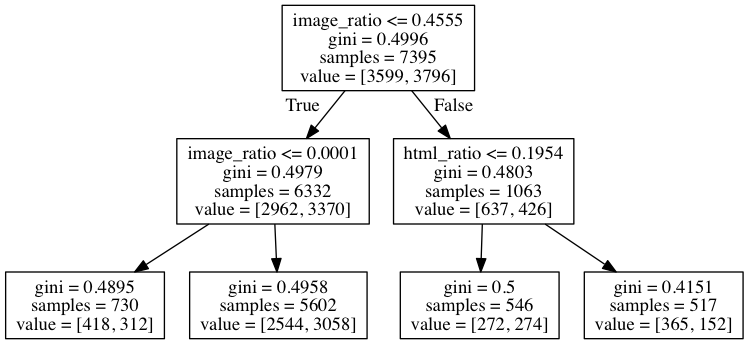 image_ratio <= 0.4555
gini = 0.4996
samples = 7395
value = [3599, 3796]
True
False
image_ratio <= 0.0001
gini = 0.4979
samples = 6332
value = [2962, 3370]
html_ratio <= 0.1954
gini = 0.4803
samples = 1063
value = [637, 426]
gini = 0.4895
samples = 730
value = [418, 312]
gini = 0.4958
samples = 5602
value = [2544, 3058]
gini = 0.5
samples = 546
value = [272, 274]
gini = 0.4151
samples = 517
value = [365, 152]